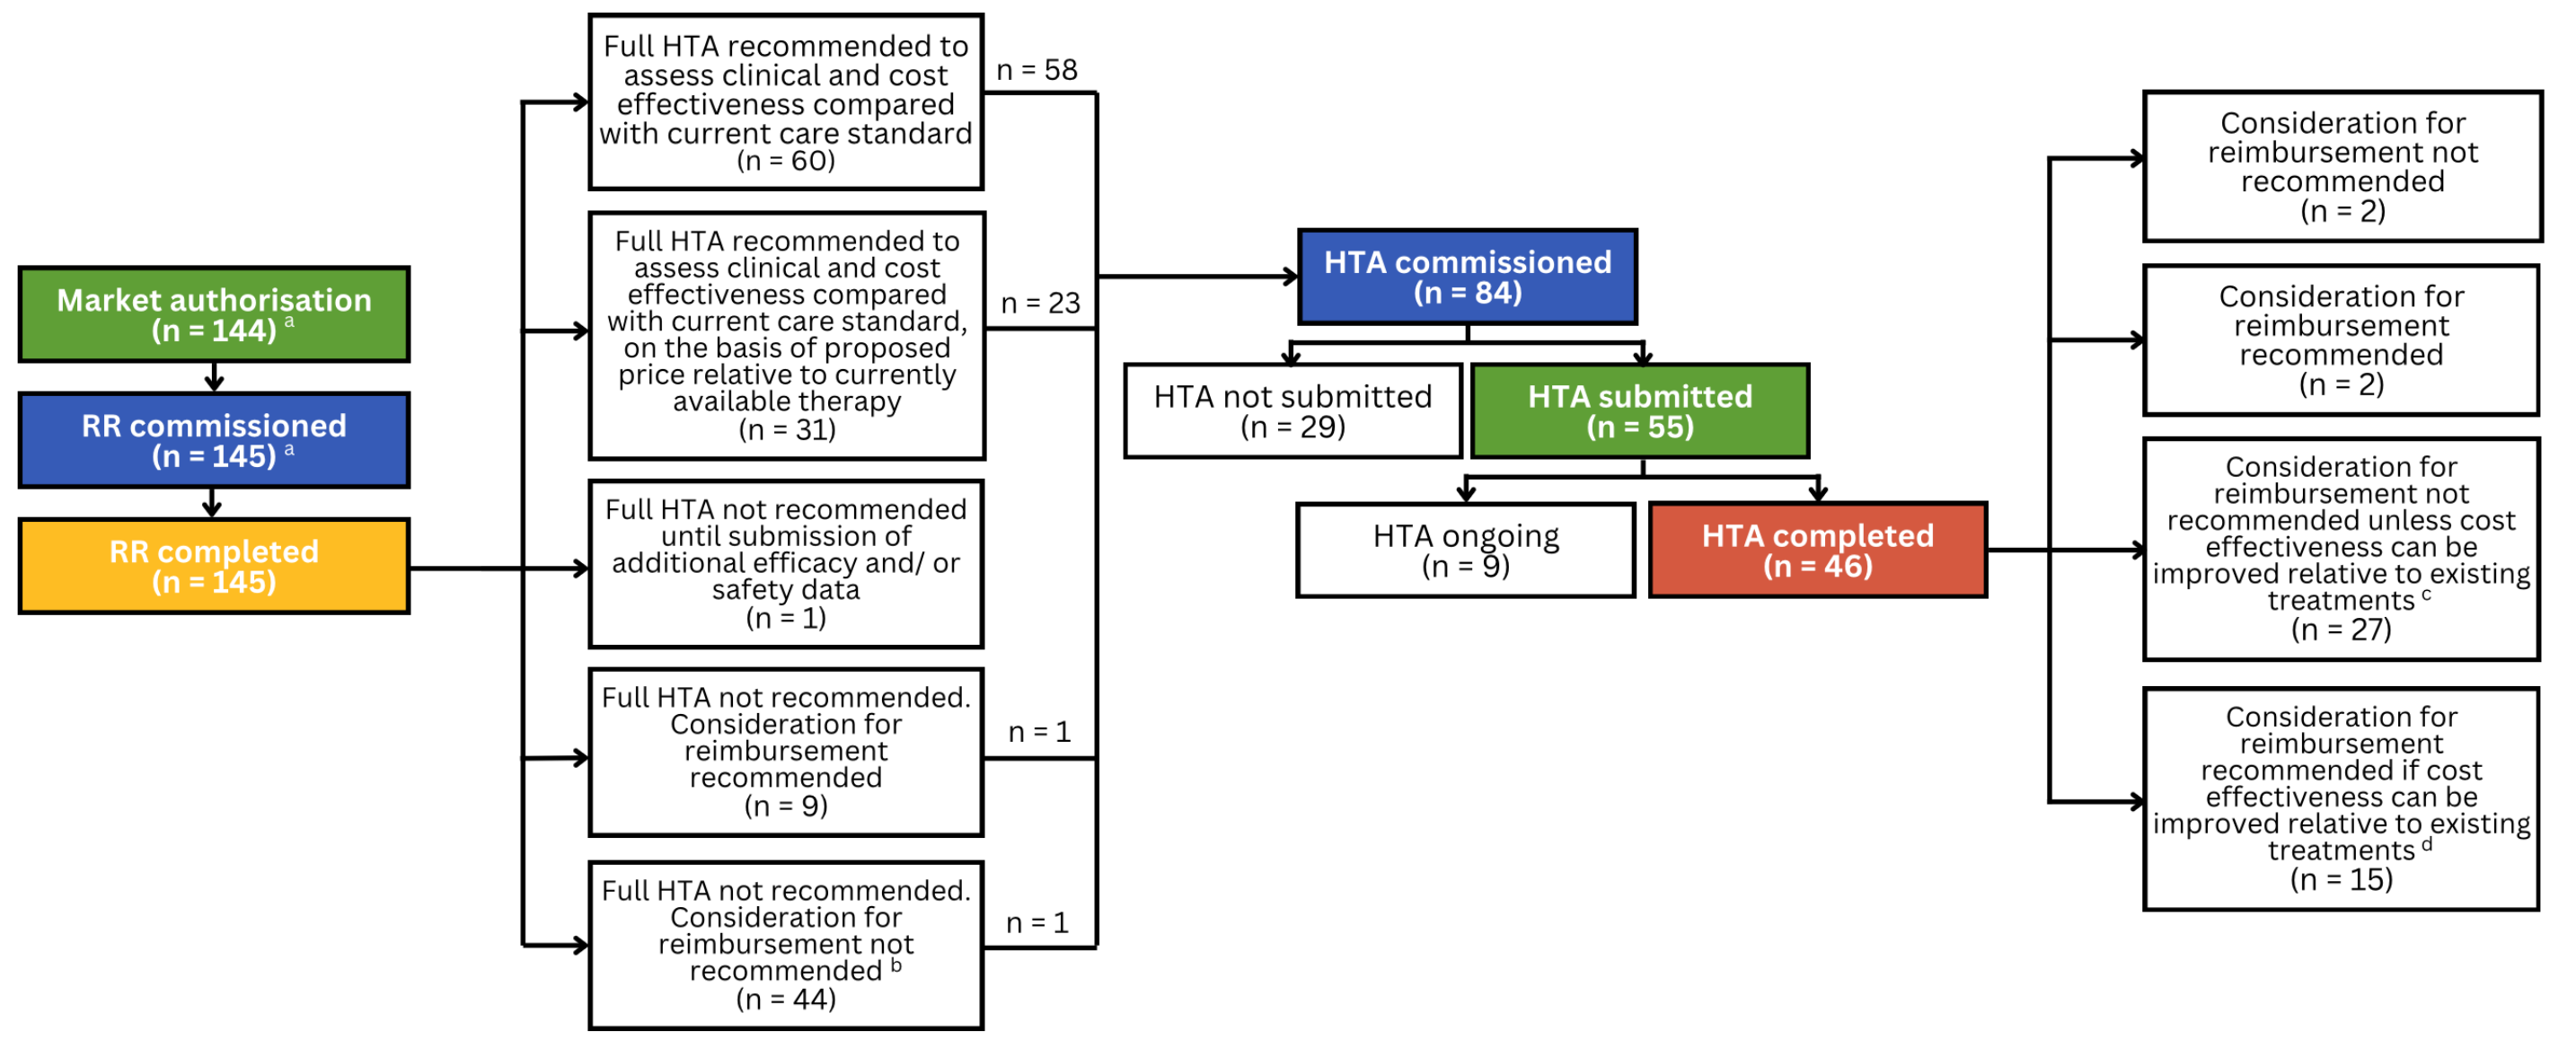 Market authorisation
(n = 144) a
RR commissioned
(n = 145) a
RR completed
(n = 145)
Full HTA recommended to
assess clinical and cost
effectiveness compared
with current care standard
(n = 60)
n = 58
Full HTA recommended to
assess clinical and cost
effectiveness compared
with current care standard,
on the basis of proposed
price relative to currently
available therapy
(n = 31)
n = 23
Full HTA not recommended
until submission of
additional efficacy and/ or
safety data
(n = 1)
Full HTA not recommended.
Consideration for
reimbursement
recommended
(n = 9)
n = 1
Full HTA not recommended.
Consideration for
reimbursement not
recommended b
(n = 44)
n = 1
HTA commissioned
(n = 84)
HTA not submitted
(n = 29)
HTA submitted
(n = 55)
HTA ongoing
(n = 9)
HTA completed
(n = 46)
Consideration for
reimbursement not
recommended
(n = 2)
Consideration for
reimbursement
recommended
(n = 2)
Consideration for
reimbursement not
recommended unless cost
effectiveness can be
improved relative to existing
treatments c
(n = 27)
Consideration for
reimbursement
recommended if cost
effectiveness can be
improved relative to existing
treatments d
(n = 15)